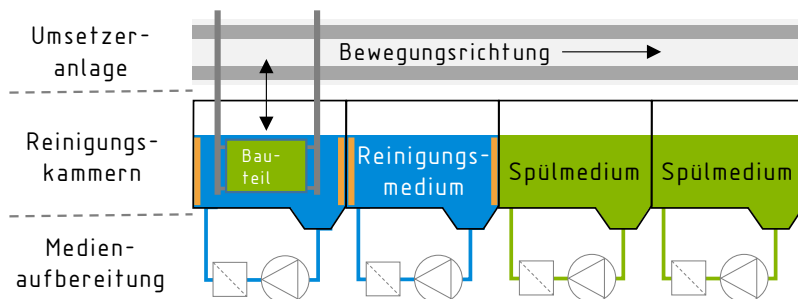 Umsetzer-
anlage
Bewegungsrichtung
Reinigungs-
kammern
Bau-
teil
Reinigungs-
medium
Spülmedium
Spülmedium
Medien-
aufbereitung